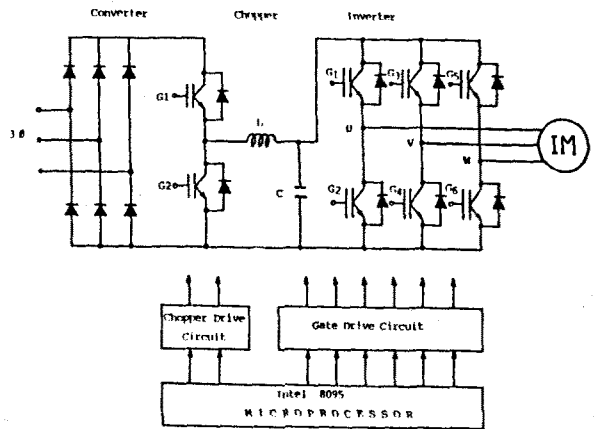 Converter Chopper Inverter
G1 G1 G3 G5
3Ø L U V W IM
G2 C G2 G4 G6
Chopper Drive
Circuit
Gate Drive Circuit
Intel 8095
MICROPROCESSOR